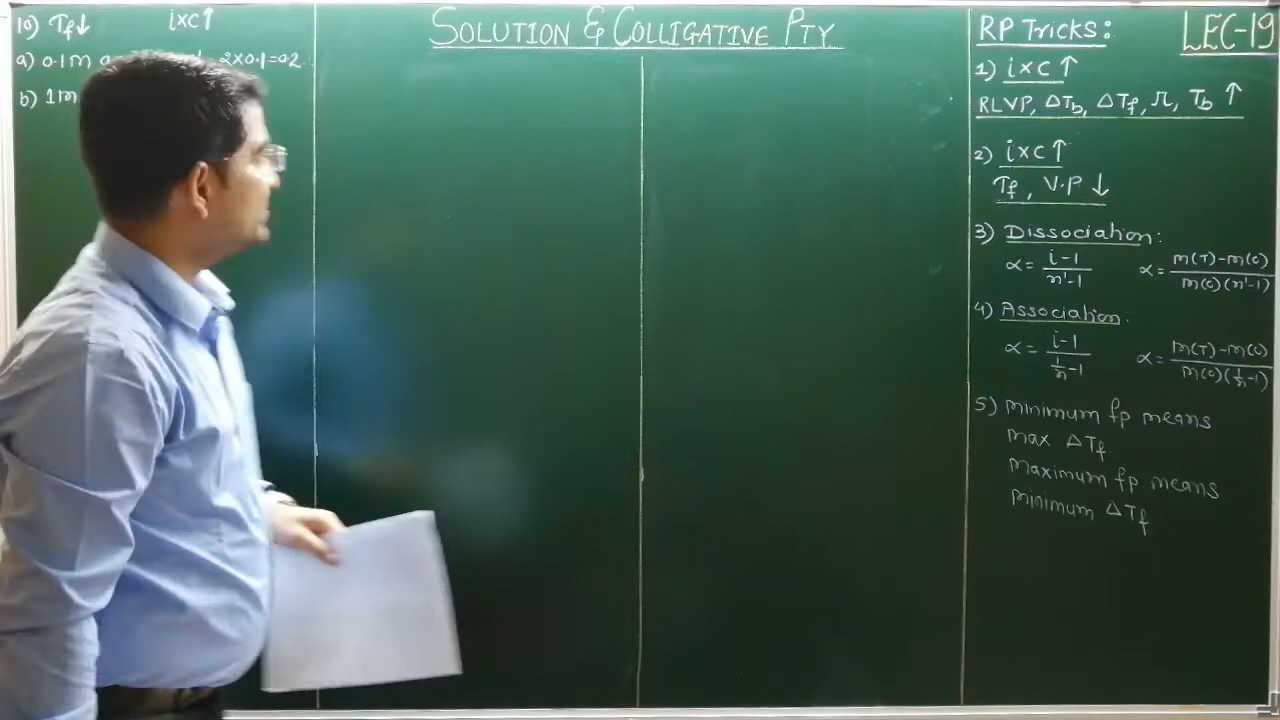 10) Tf↓ i×c↑
a) 0.1m 2×0.1=0.2
b) 1m
SOLUTION & COLLIGATIVE PTY
RP Tricks:
LEC-19
1) i×c↑
RLVP, ΔTb, ΔTf, π, Tb ↑
2) i×c↑
Tf, V.P ↓
3) Dissociation:
α = (i-1)/(n'-1) α = (m(T)-m(O))/(m(O)(n'-1))
4) Association.
α = (i-1)/(1/n-1) α = (m(T)-m(O))/(m(O)(1/n-1))
5) minimum fp means
max ΔTf
maximum fp means
minimum ΔTf